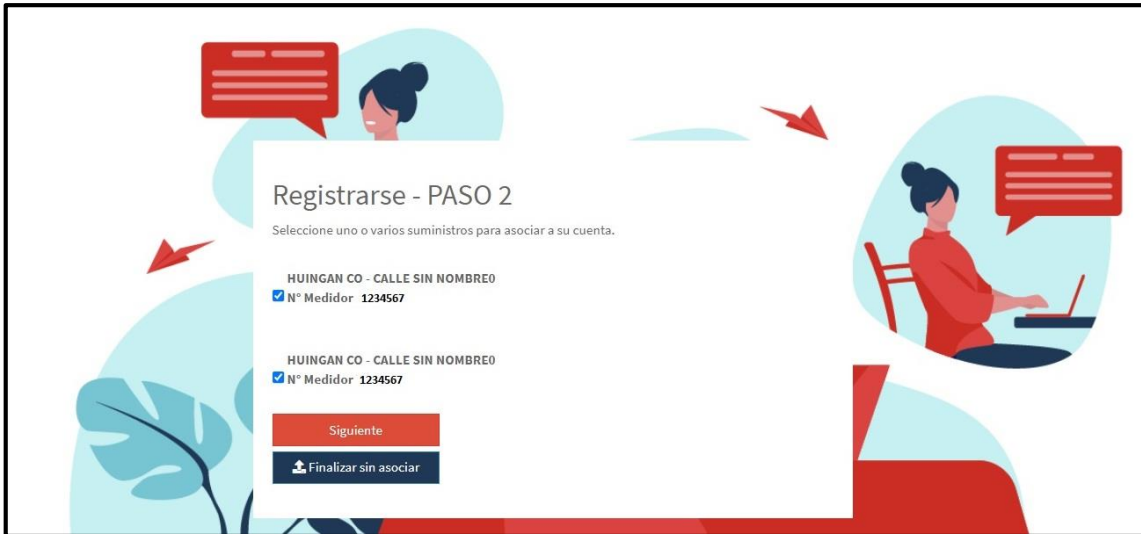 Registrarse - PASO 2
Seleccione uno o varios suministros para asociar a su cuenta.
HUINGAN CO - CALLE SIN NOMBRE0
N° Medidor 1234567
HUINGAN CO - CALLE SIN NOMBRE0
N° Medidor 1234567
Siguiente
Finalizar sin asociar